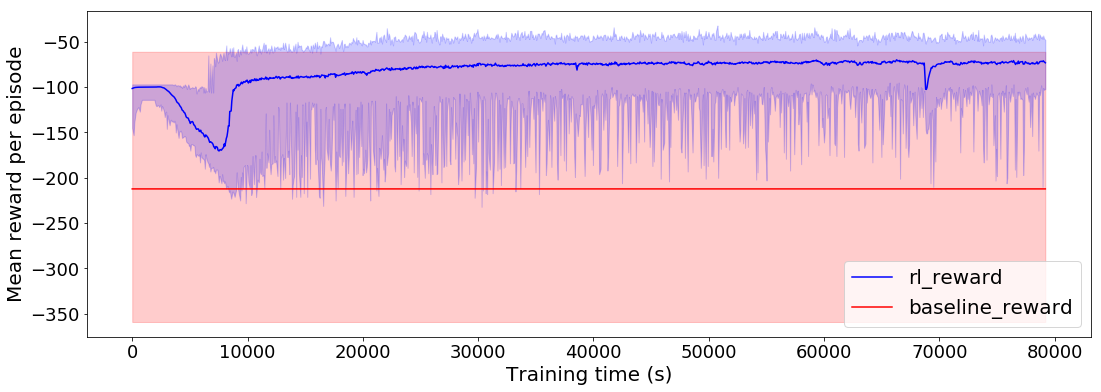 Mean reward per episode
−50
−100
−150
−200
−250
−300
−350
rl_reward
baseline_reward
0 10000 20000 30000 40000 50000 60000 70000 80000
Training time (s)